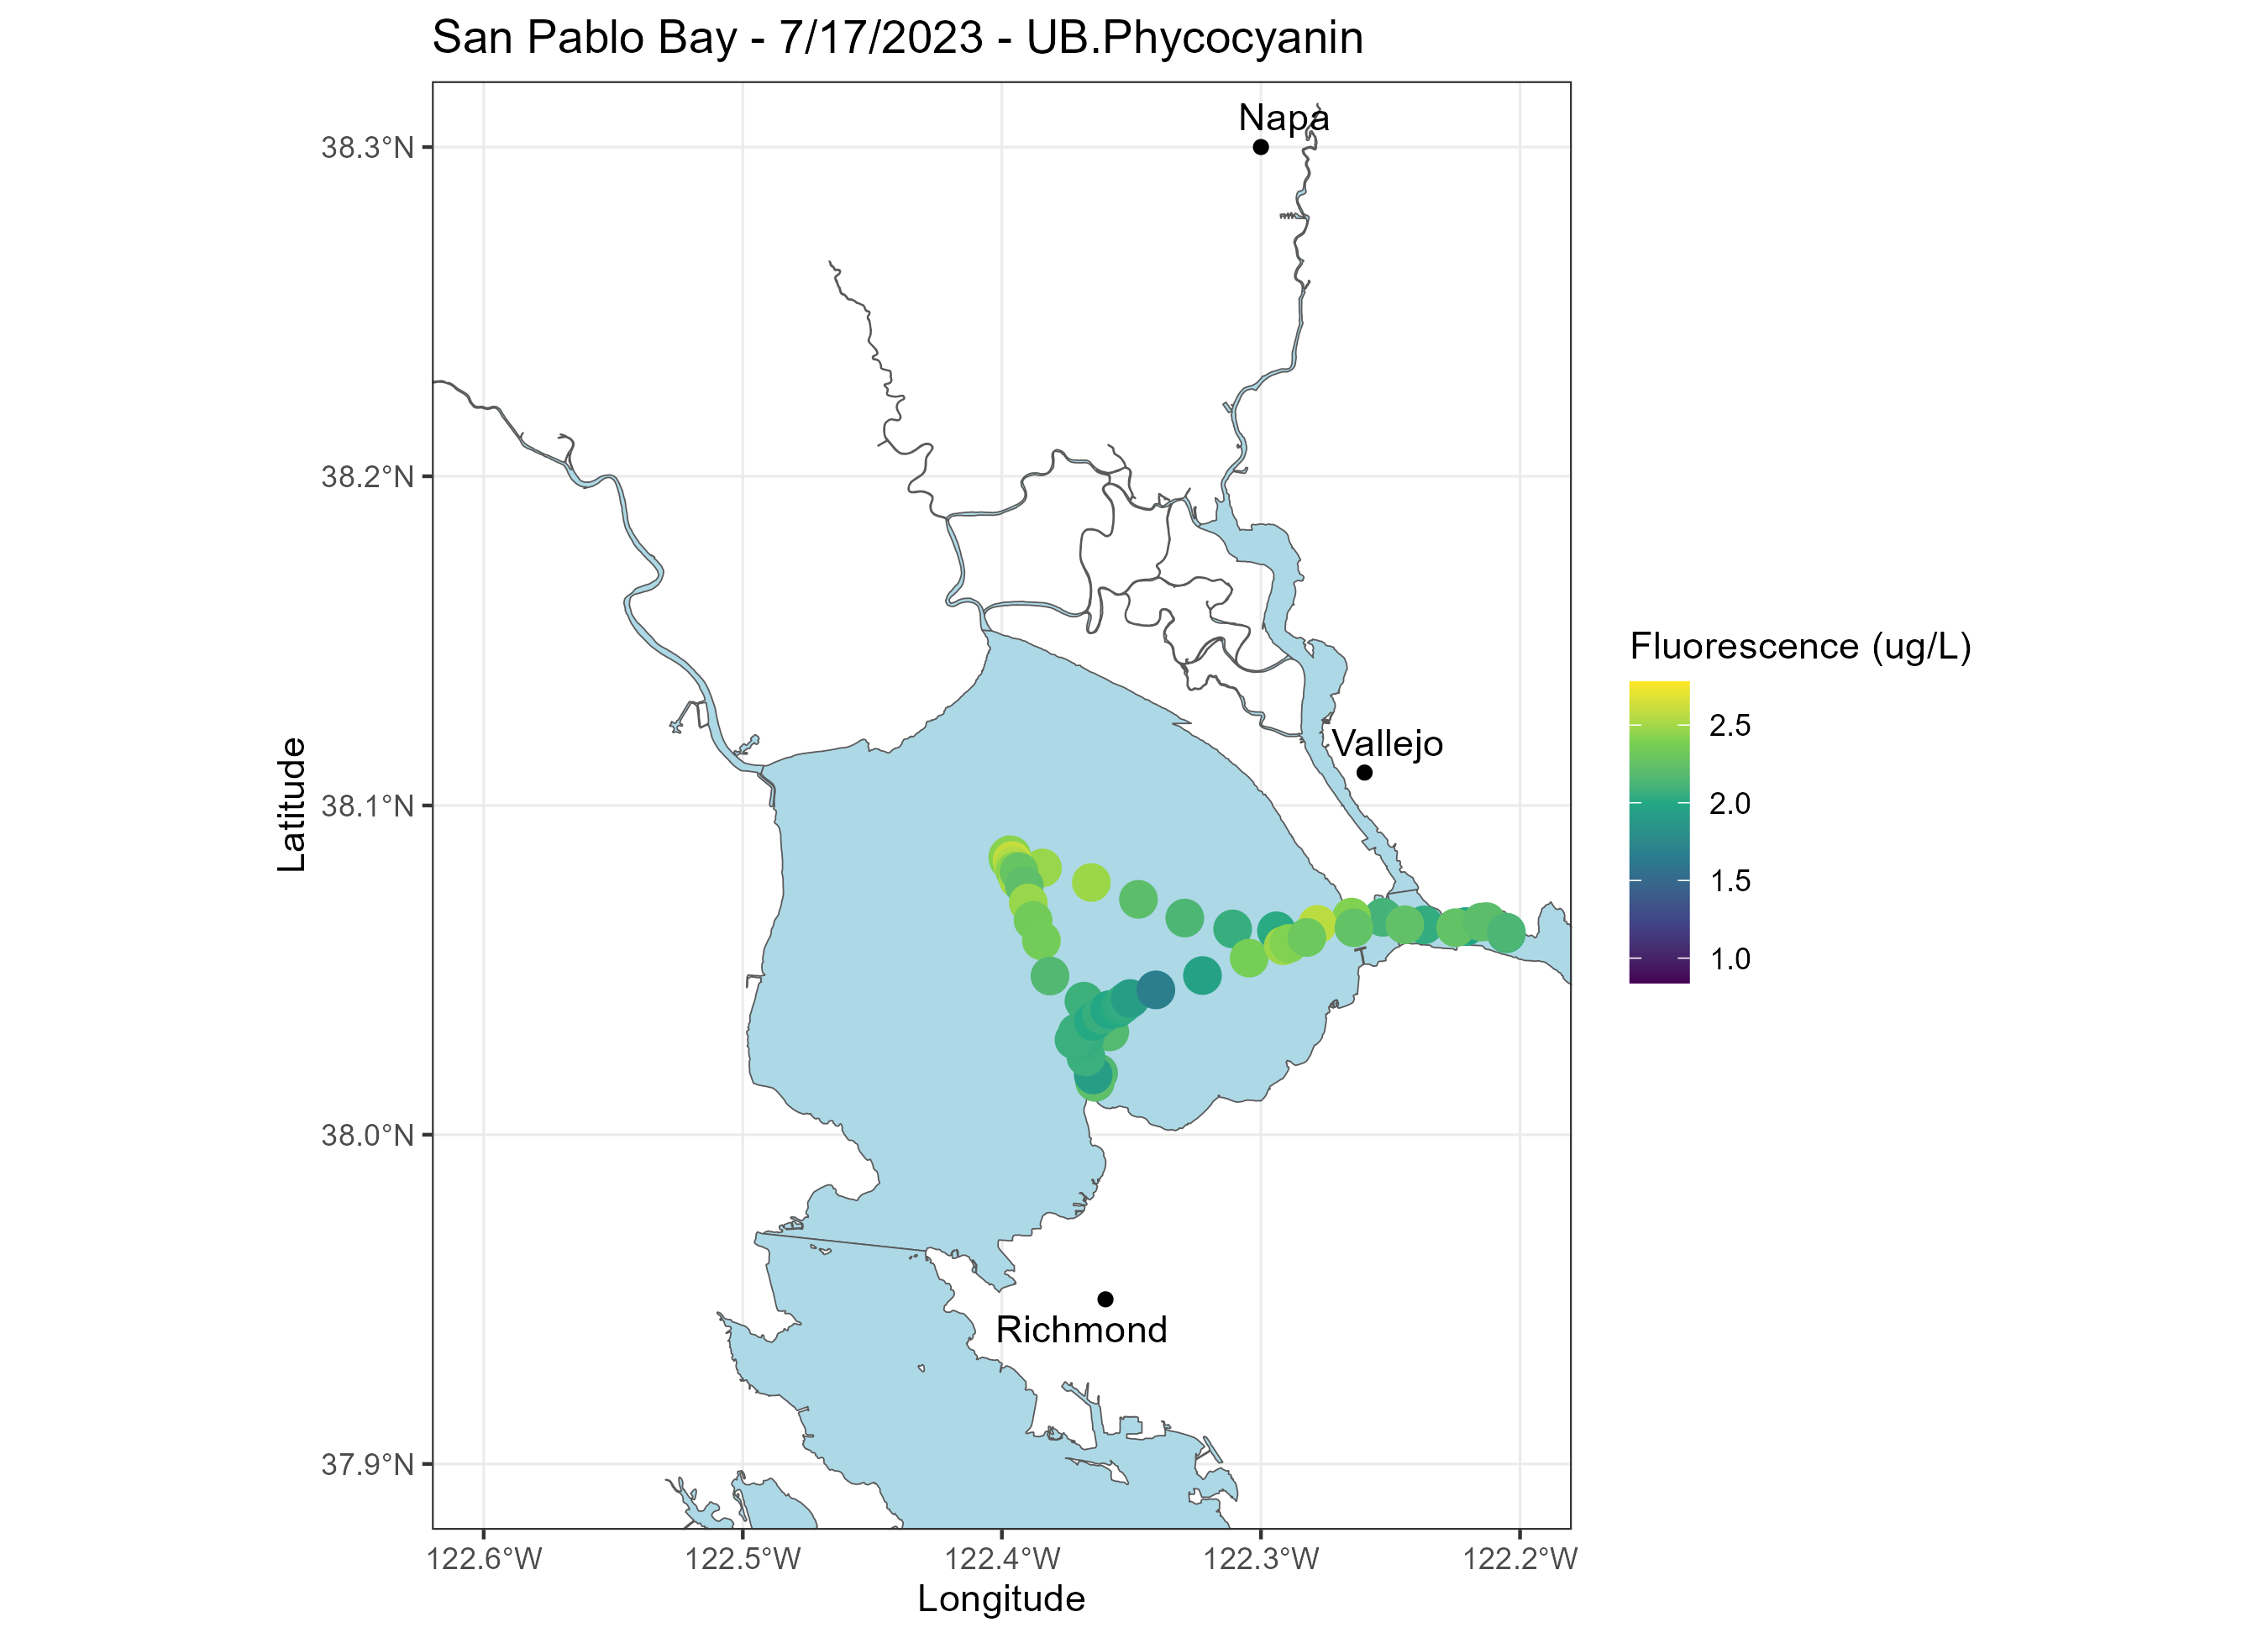 San Pablo Bay - 7/17/2023 - UB.Phycocyanin
Napa
38.3°N
38.2°N
Fluorescence (ug/L)
2.5
Vallejo
2.0
38.1°N
Latitude
1.5
1.0
38.0°N
Richmond
37.9°N
122.6°W
122.5°W
122.4°W
122.3°W
122.2°W
Longitude